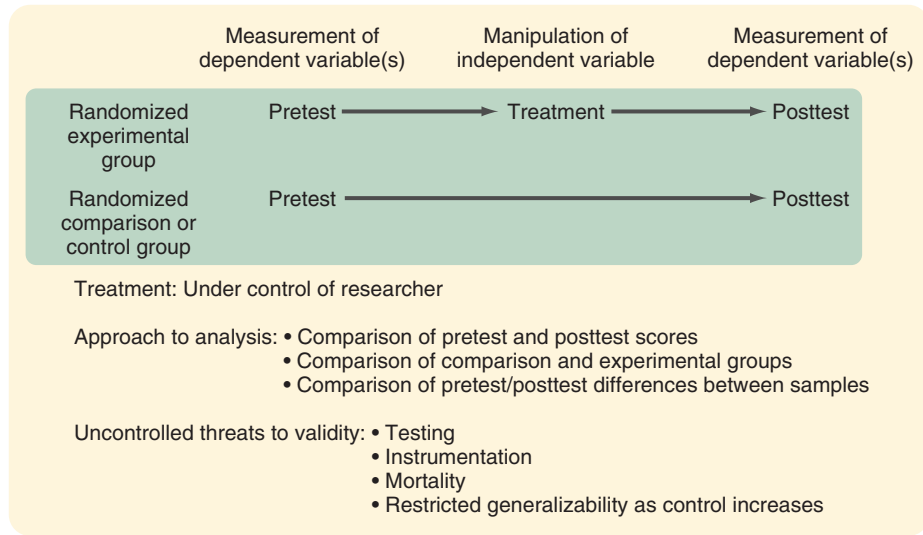 Measurement of
dependent variable(s)
Manipulation of
independent variable
Measurement of
dependent variable(s)
Randomized
experimental
group
Pretest
Treatment
Posttest
Randomized
comparison or
control group
Pretest
Posttest
Treatment: Under control of researcher
Approach to analysis: • Comparison of pretest and posttest scores
• Comparison of comparison and experimental groups
• Comparison of pretest/posttest differences between samples
Uncontrolled threats to validity: • Testing
• Instrumentation
• Mortality
• Restricted generalizability as control increases